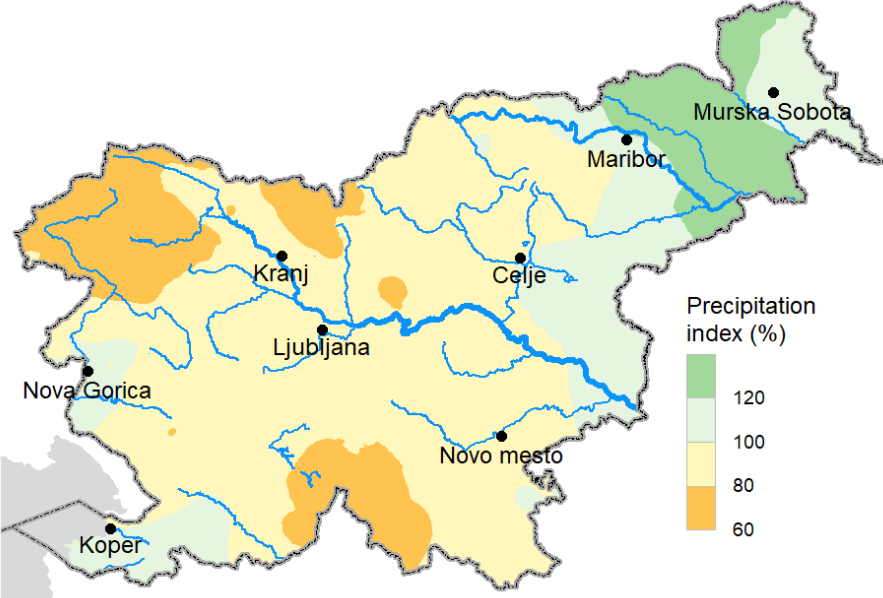 Murska Sobota
Maribor
Kranj
Celje
Precipitation
index (%)
Ljubljana
120
Nova Gorica
100
Novo mesto
80
60
Koper